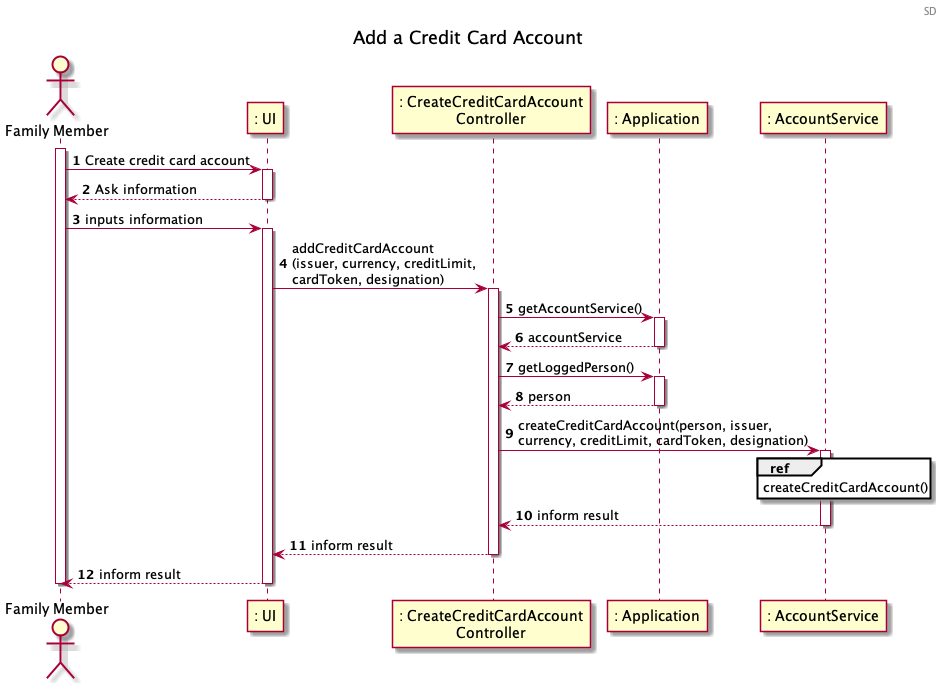 SD
Add a Credit Card Account
Family Member
: UI
: CreateCreditCardAccount
Controller
: Application
: AccountService
1 Create credit card account
2 Ask information
3 inputs information
addCreditCardAccount
4 (issuer, currency, creditLimit,
cardToken, designation)
5 getAccountService()
6 accountService
7 getLoggedPerson()
8 person
createCreditCardAccount(person, issuer,
9 currency, creditLimit, cardToken, designation)
ref
createCreditCardAccount()
10 inform result
11 inform result
12 inform result
Family Member
: UI
: CreateCreditCardAccount
Controller
: Application
: AccountService